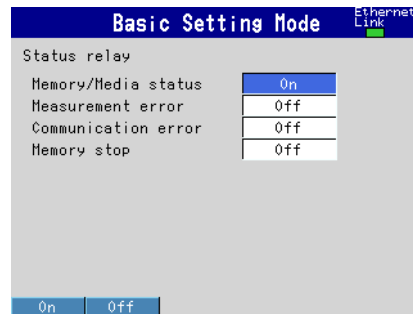 Basic Setting Mode
Ethernet
Link
Status relay
Memory/Media status On
Measurement error Off
Communication error Off
Memory stop Off
On Off